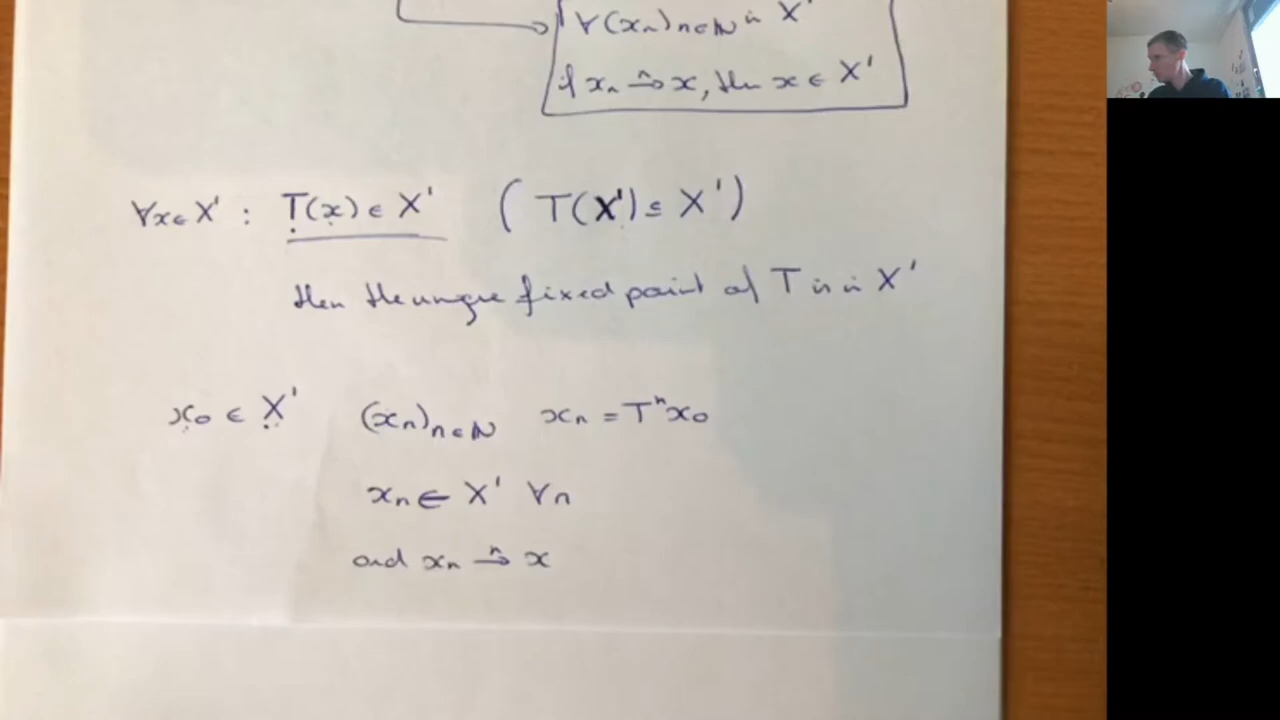 ∀(xₙ)ₙ∈ℕ in X'
if xₙ →ⁿ x, then x ∈ X'
∀x∈X' : T(x) ∈ X' ( T(X') ⊆ X' )
then the unique fixed point of T is in X'
x₀ ∈ X' (xₙ)ₙ∈ℕ xₙ = Tⁿx₀
xₙ ∈ X' ∀n
and xₙ →ⁿ x